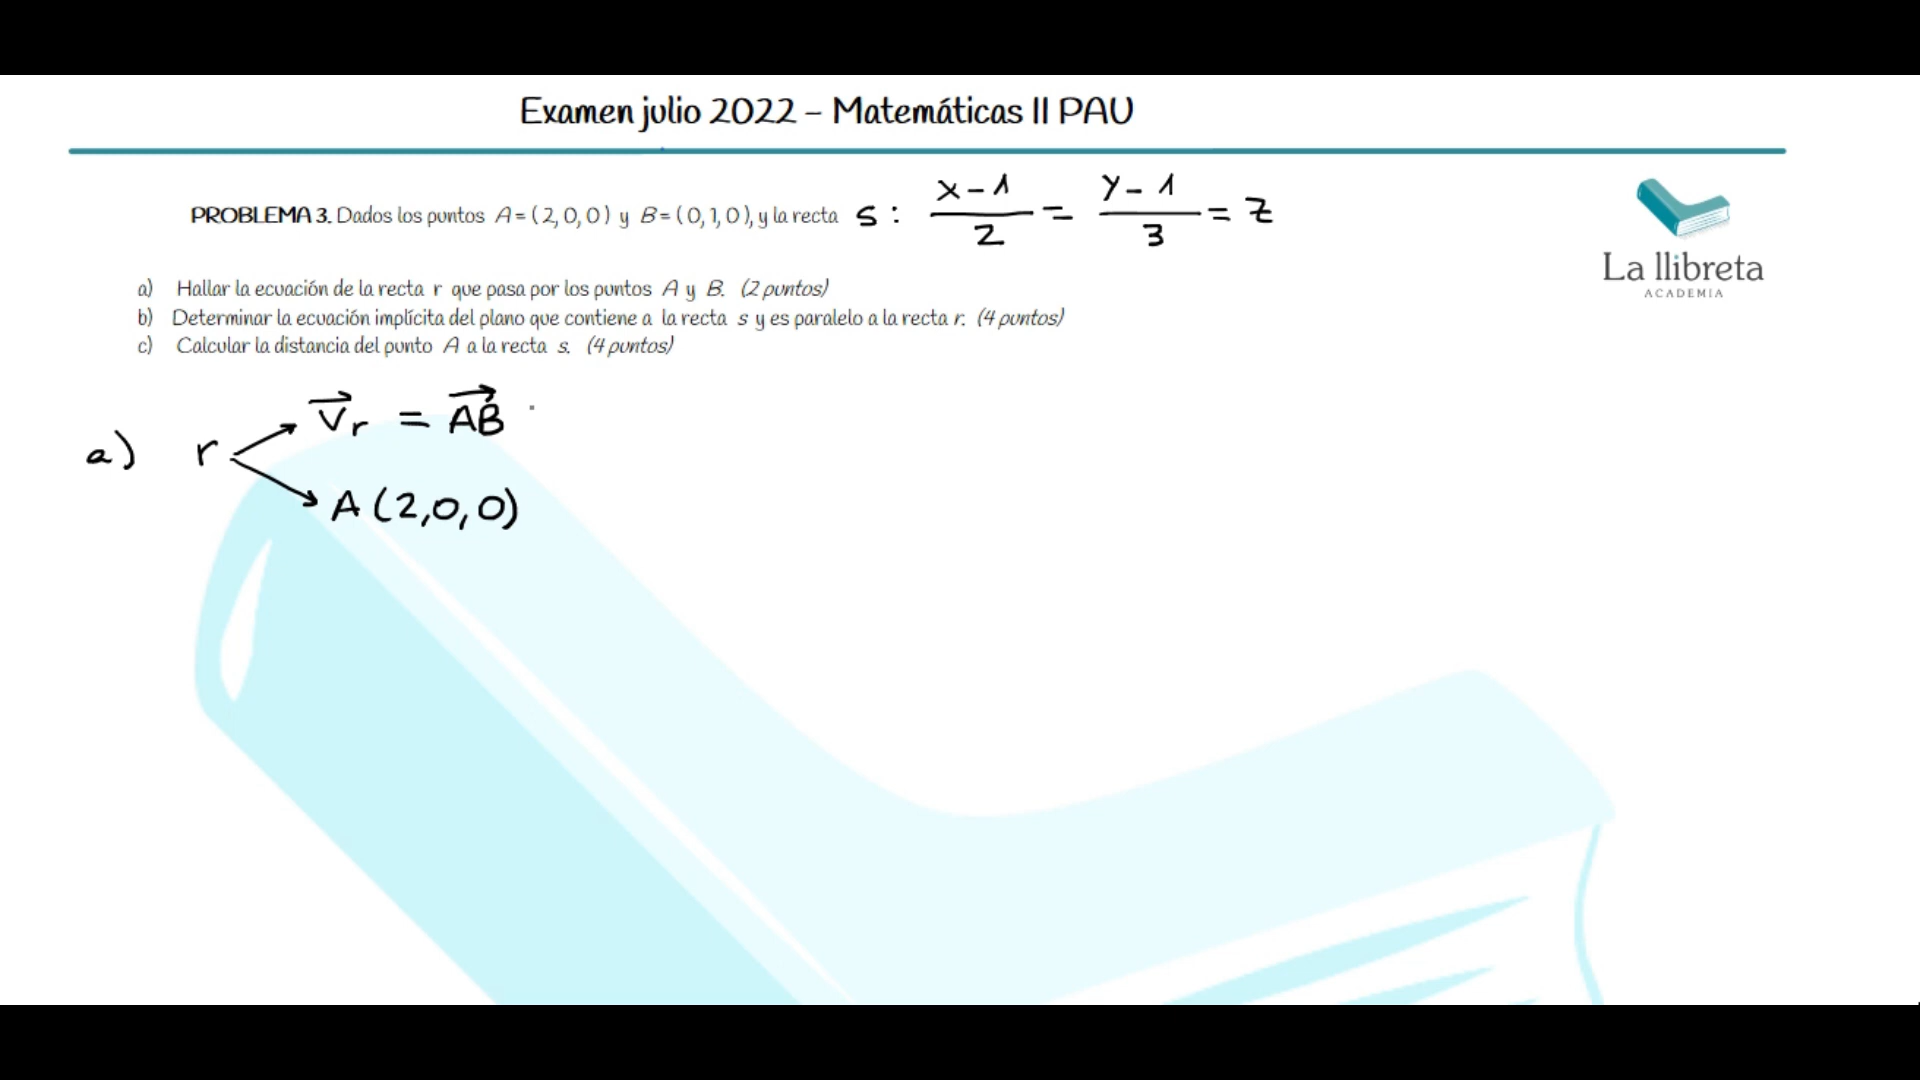 Examen julio 2022 – Matemáticas II PAU
PROBLEMA 3. Dados los puntos A = (2, 0, 0) y B = (0, 1, 0), y la recta s : (x-1)/2 = (y-1)/3 = z
La llibreta
ACADEMIA
a) Hallar la ecuación de la recta r que pasa por los puntos A y B. (2 puntos)
b) Determinar la ecuación implícita del plano que contiene a la recta s y es paralelo a la recta r. (4 puntos)
c) Calcular la distancia del punto A a la recta s. (4 puntos)
a) r → v⃗r = A⃗B⃗
→ A (2,0,0)